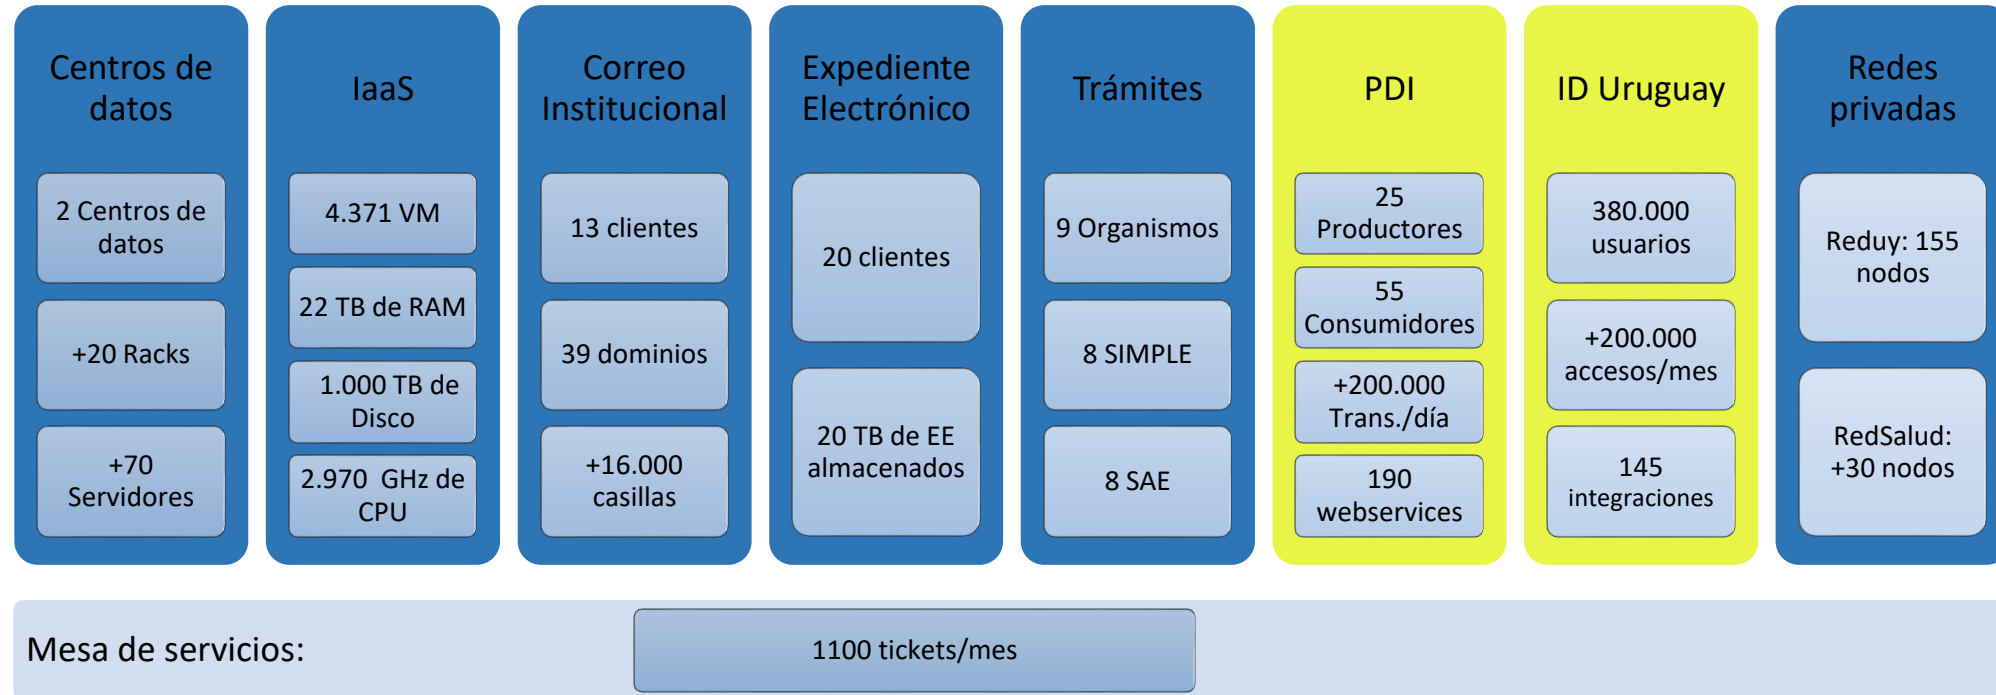 Centros de
datos
2 Centros de
datos
+20 Racks
+70
Servidores
IaaS
4.371 VM
22 TB de RAM
1.000 TB de
Disco
2.970 GHz de
CPU
Correo
Institucional
13 clientes
39 dominios
+16.000
casillas
Expediente
Electrónico
20 clientes
20 TB de EE
almacenados
Trámites
9 Organismos
8 SIMPLE
8 SAE
PDI
25
Productores
55
Consumidores
+200.000
Trans./día
190
webservices
ID Uruguay
380.000
usuarios
+200.000
accesos/mes
145
integraciones
Redes
privadas
Reduy: 155
nodos
RedSalud:
+30 nodos
Mesa de servicios:
1100 tickets/mes